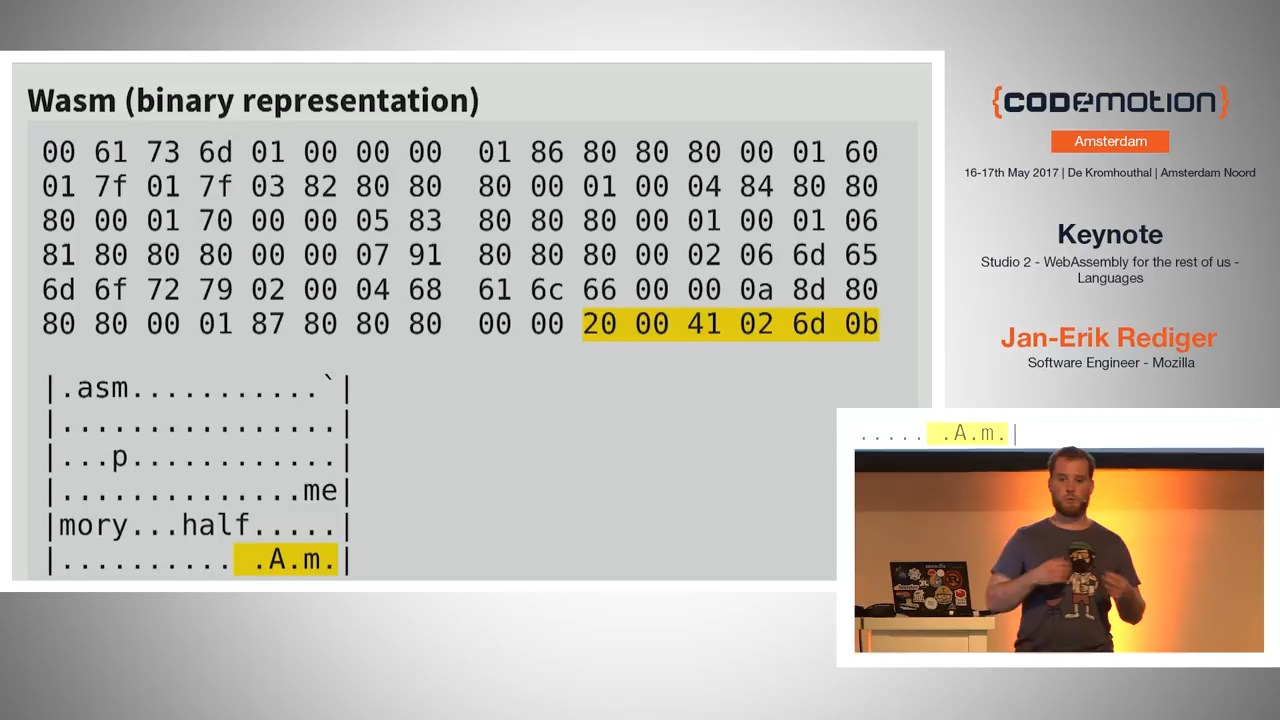 Wasm (binary representation)
00 61 73 6d 01 00 00 00 01 86 80 80 80 00 01 60
01 7f 01 7f 03 82 80 80 80 00 01 00 04 84 80 80
80 00 01 70 00 00 05 83 80 80 80 00 01 00 01 06
81 80 80 80 00 00 07 91 80 80 80 00 02 06 6d 65
6d 6f 72 79 02 00 04 68 61 6c 66 00 00 0a 8d 80
80 80 00 01 87 80 80 80 00 00 20 00 41 02 6d 0b
|.asm...........`|
|................|
|...p............|
|..............me|
|mory...half.....|
|.......... .A.m.|
{CODEMOTION}
Amsterdam
16-17th May 2017 | De Kromhouthal | Amsterdam Noord
Keynote
Studio 2 - WebAssembly for the rest of us -
Languages
Jan-Erik Rediger
Software Engineer - Mozilla
..... .A.m.|